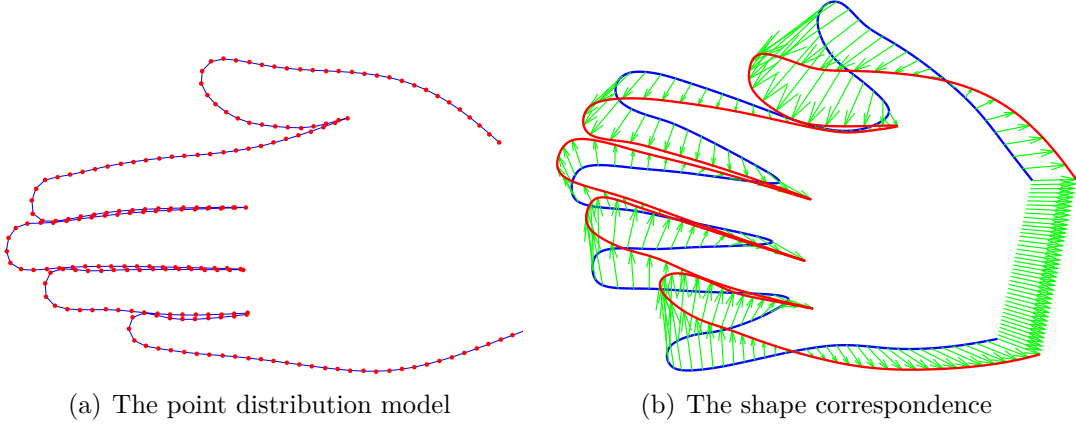 (a) The point distribution model
(b) The shape correspondence